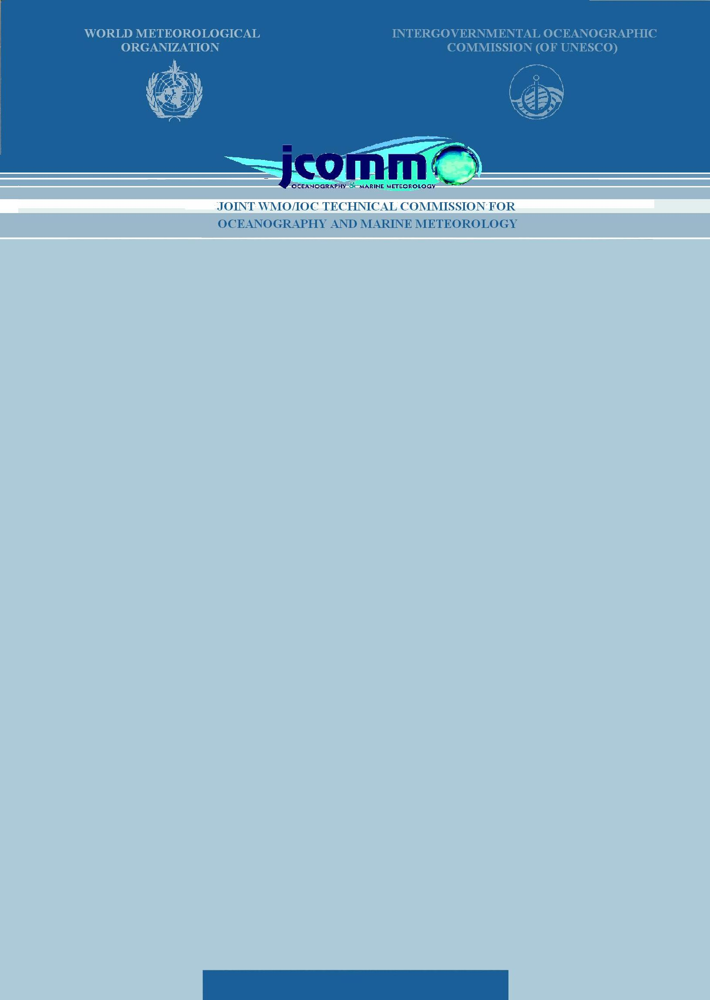 WORLD METEOROLOGICAL
ORGANIZATION
INTERGOVERNMENTAL OCEANOGRAPHIC
COMMISSION (OF UNESCO)
jcomm
OCEANOGRAPHY & MARINE METEOROLOGY
JOINT WMO/IOC TECHNICAL COMMISSION FOR
OCEANOGRAPHY AND MARINE METEOROLOGY